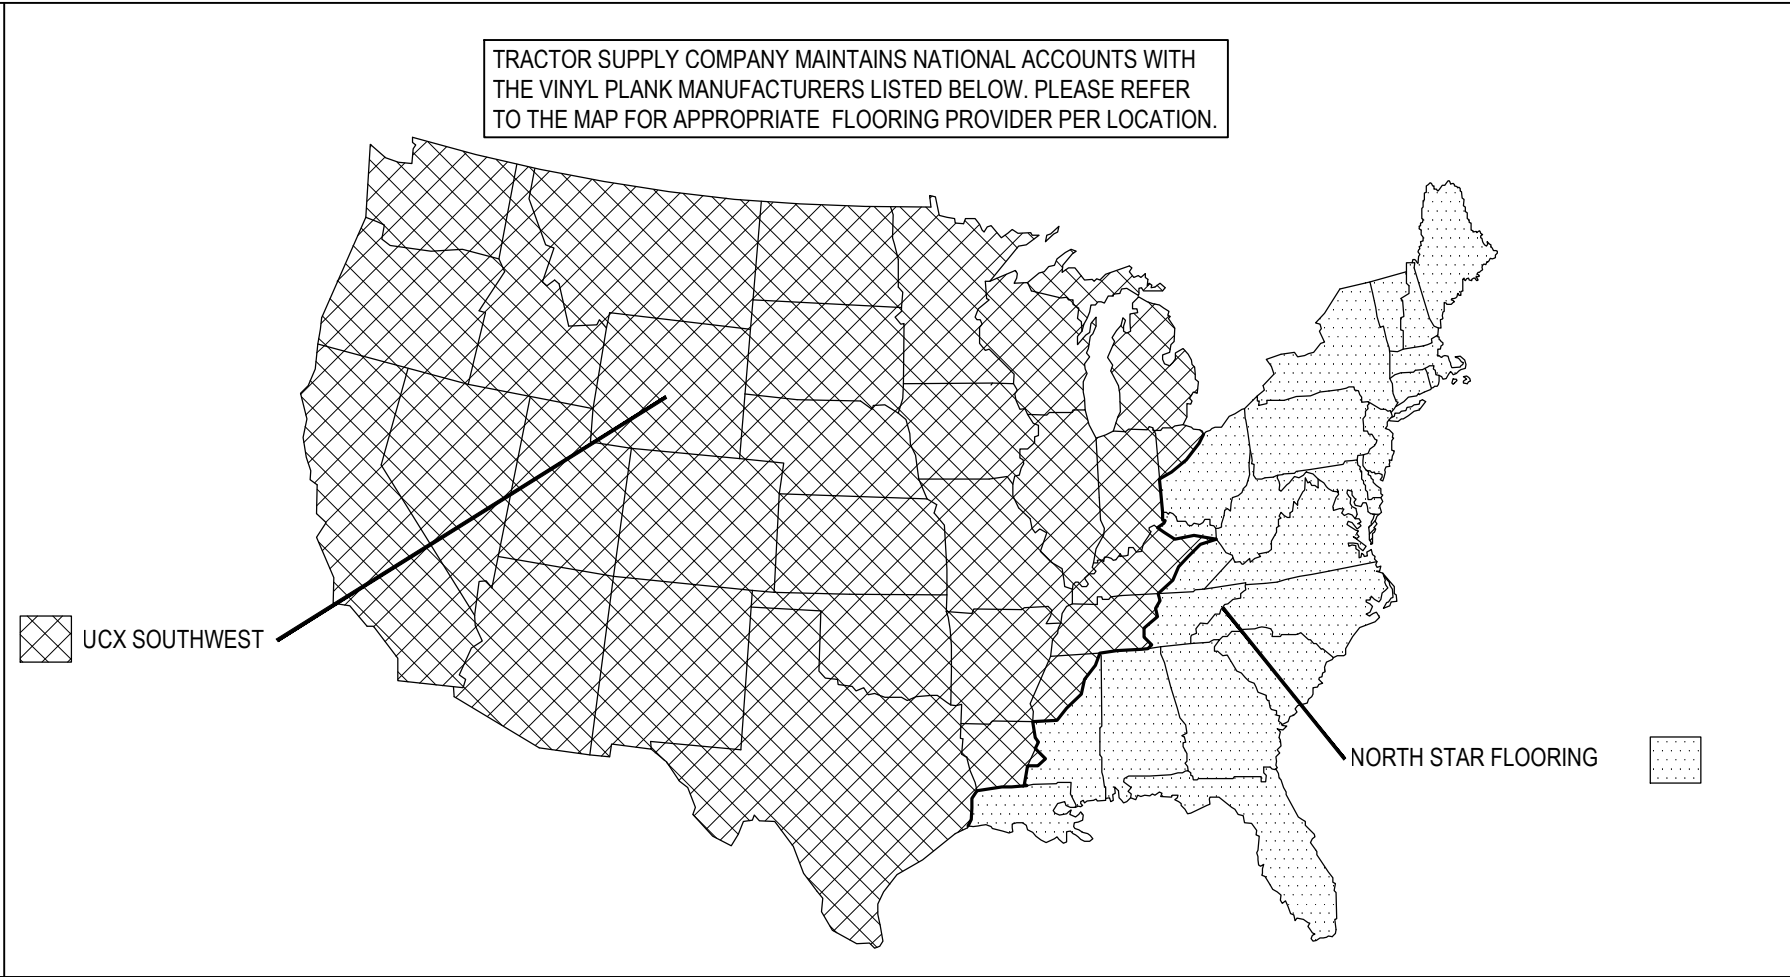 TRACTOR SUPPLY COMPANY MAINTAINS NATIONAL ACCOUNTS WITH
THE VINYL PLANK MANUFACTURERS LISTED BELOW. PLEASE REFER
TO THE MAP FOR APPROPRIATE FLOORING PROVIDER PER LOCATION.
UCX SOUTHWEST
NORTH STAR FLOORING